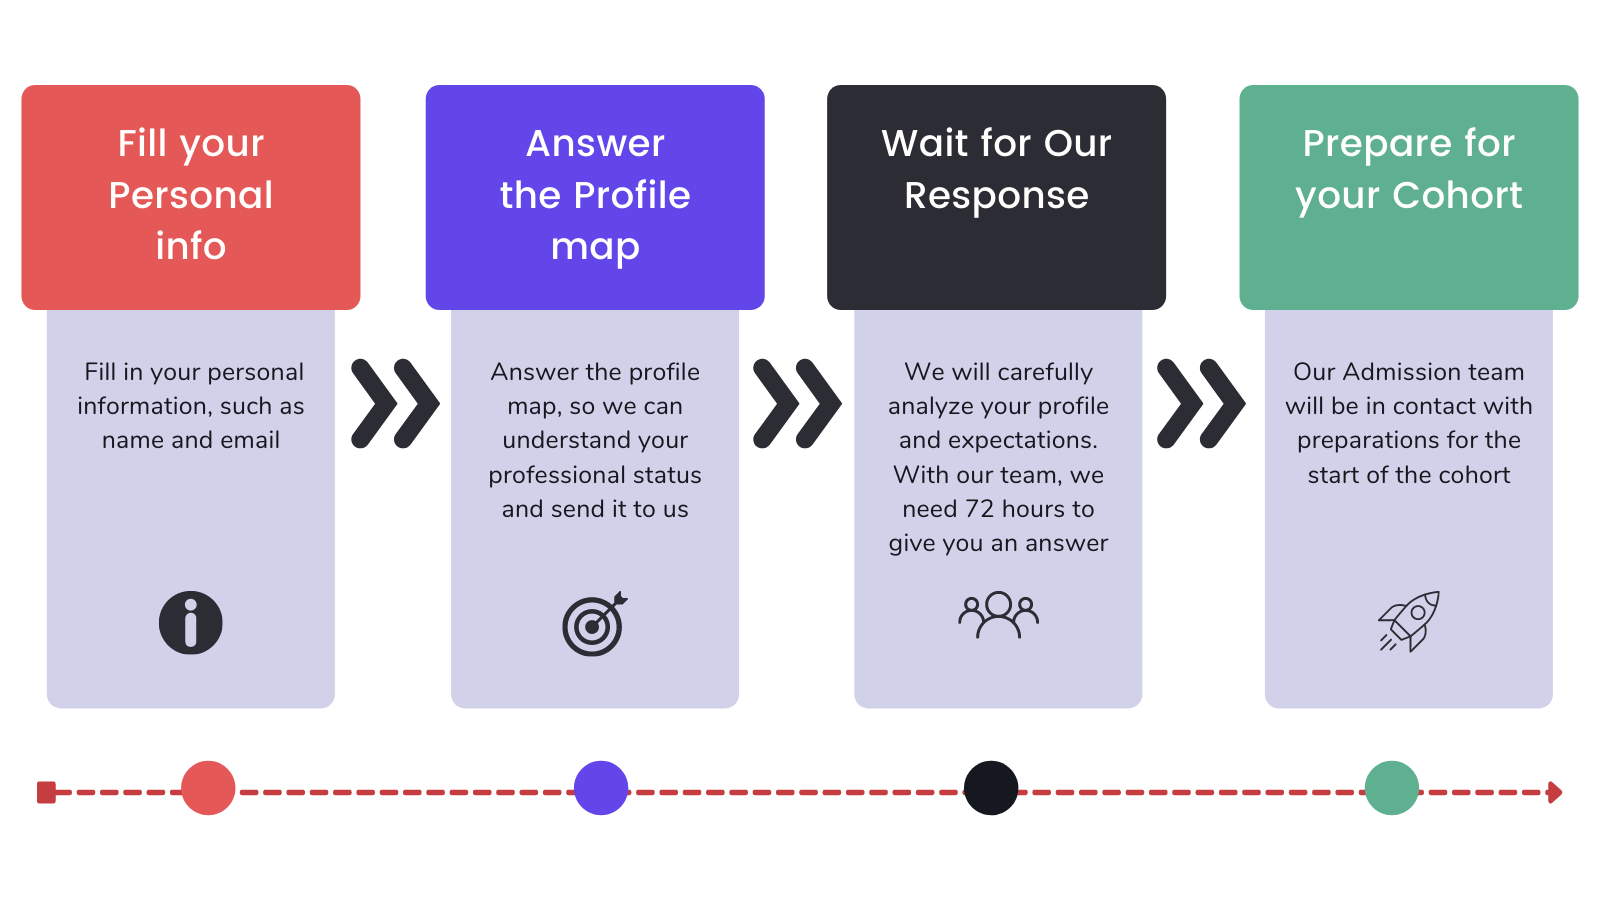 Fill your
Personal
info
Fill in your personal
information, such as
name and email
Answer
the Profile
map
Answer the profile
map, so we can
understand your
professional status
and send it to us
Wait for Our
Response
We will carefully
analyze your profile
and expectations.
With our team, we
need 72 hours to
give you an answer
Prepare for
your Cohort
Our Admission team
will be in contact with
preparations for the
start of the cohort